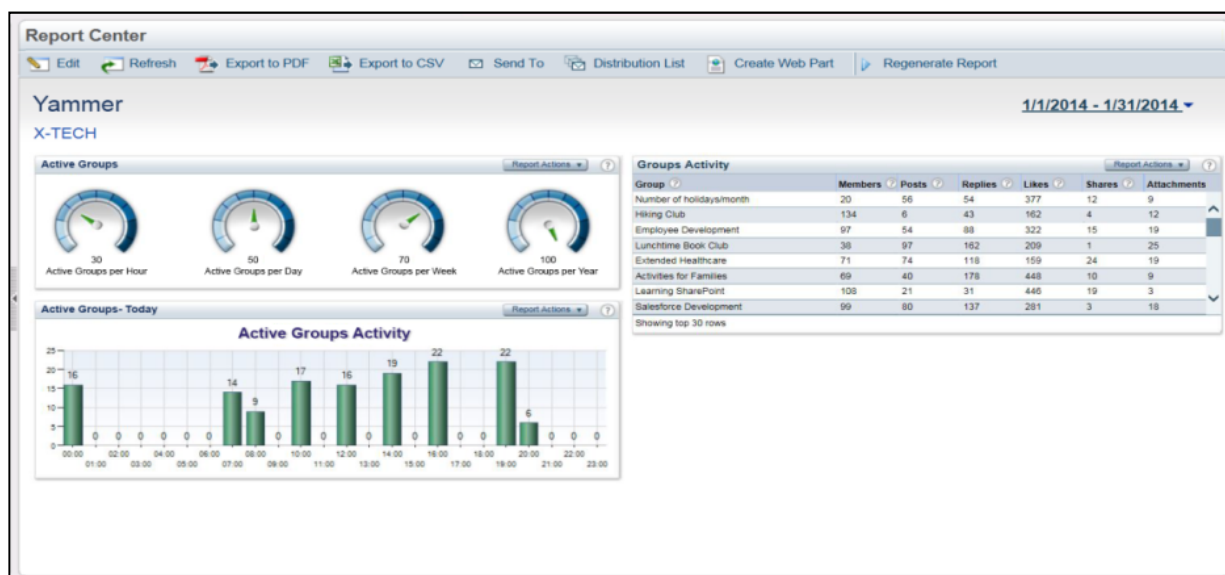 Report Center
Edit Refresh Export to PDF Export to CSV Send To Distribution List Create Web Part Regenerate Report
Yammer
1/1/2014 - 1/31/2014
X-TECH
Active Groups Report Actions ?
30 50 70 100
Active Groups per Hour Active Groups per Day Active Groups per Week Active Groups per Year
Active Groups- Today Report Actions ?
Active Groups Activity
25
20
15
10
5
0
16 0 0 0 0 0 0 14 9 0 17 0 16 0 19 0 22 0 0 22 6 0 0 0
00:00 02:00 04:00 06:00 08:00 10:00 12:00 14:00 16:00 18:00 20:00 22:00
01:00 03:00 05:00 07:00 09:00 11:00 13:00 15:00 17:00 19:00 21:00 23:00
Groups Activity Report Actions ?
Group ? Members ? Posts ? Replies ? Likes ? Shares ? Attachments
Number of holidays/month 20 56 54 377 12 9
Hiking Club 134 6 43 162 4 12
Employee Development 97 54 88 322 15 19
Lunchtime Book Club 38 97 162 209 1 25
Extended Healthcare 71 74 118 159 24 19
Activities for Families 69 40 178 448 10 9
Learning SharePoint 108 21 31 446 19 3
Salesforce Development 99 80 137 281 3 18
Showing top 30 rows